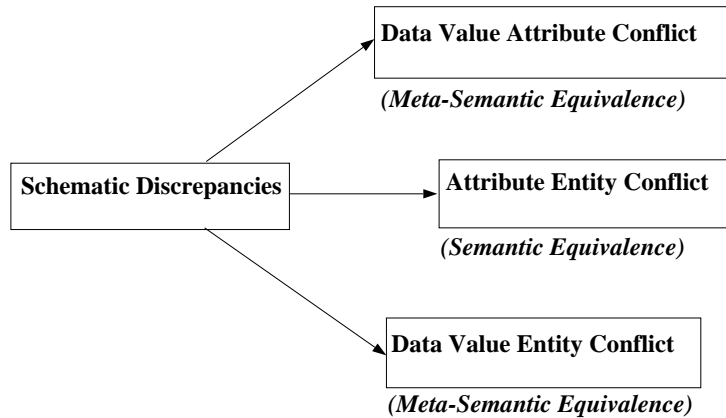 Data Value Attribute Conflict
(Meta-Semantic Equivalence)
Schematic Discrepancies
Attribute Entity Conflict
(Semantic Equivalence)
Data Value Entity Conflict
(Meta-Semantic Equivalence)